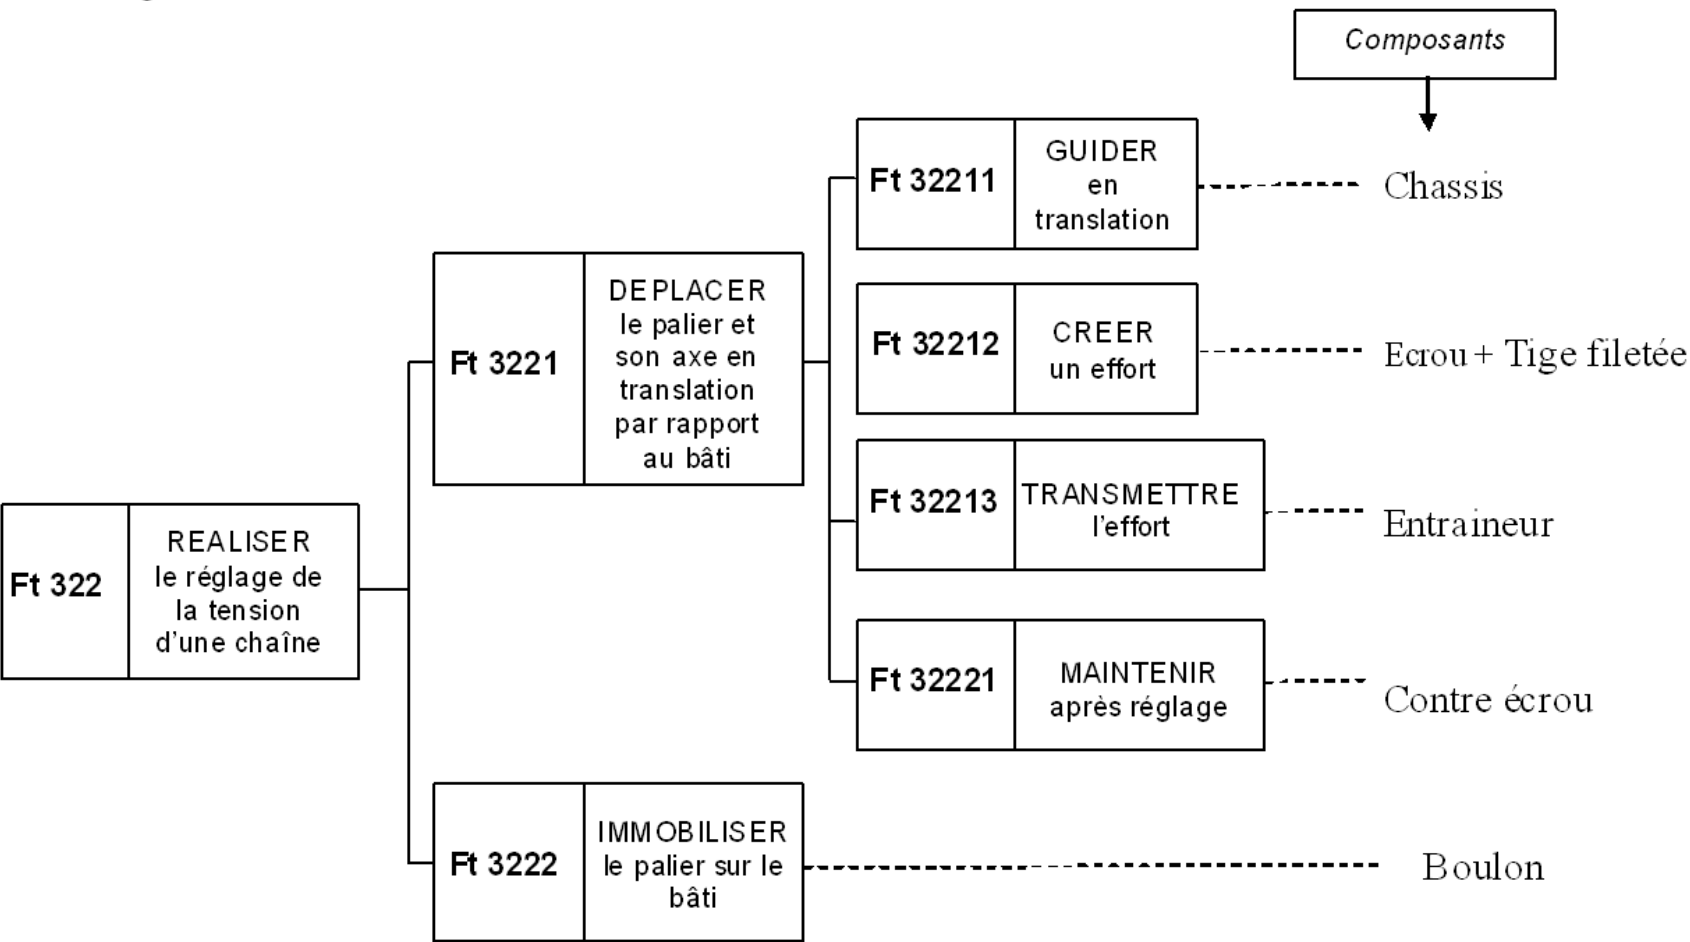 Composants
Ft 32211
GUIDER
en
translation
Chassis
Ft 32212
CREER
un effort
Ecrou + Tige filetée
Ft 3221
DEPLACER
le palier et
son axe en
translation
par rapport
au bâti
Ft 32213
TRANSMETTRE
l'effort
Entraineur
Ft 322
REALISER
le réglage de
la tension
d'une chaîne
Ft 32221
MAINTENIR
après réglage
Contre écrou
Ft 3222
IMMOBILISER
le palier sur le
bâti
Boulon